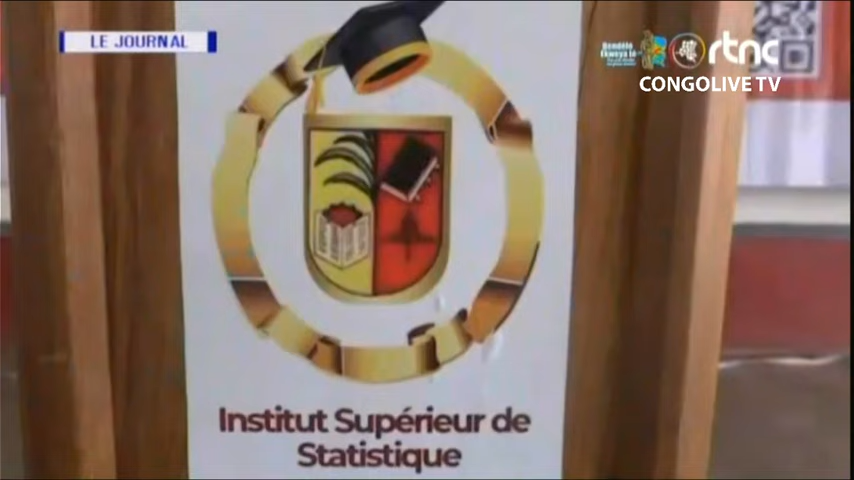 LE JOURNAL
rtnc
CONGOLIVE TV
Institut Supérieur de
Statistique